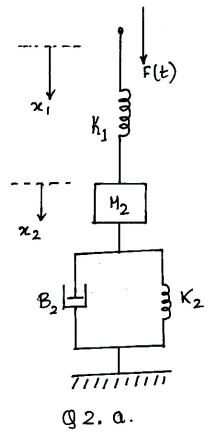 F(t)
x₁
K₁
M₂
x₂
B₂
K₂
Q 2. a.